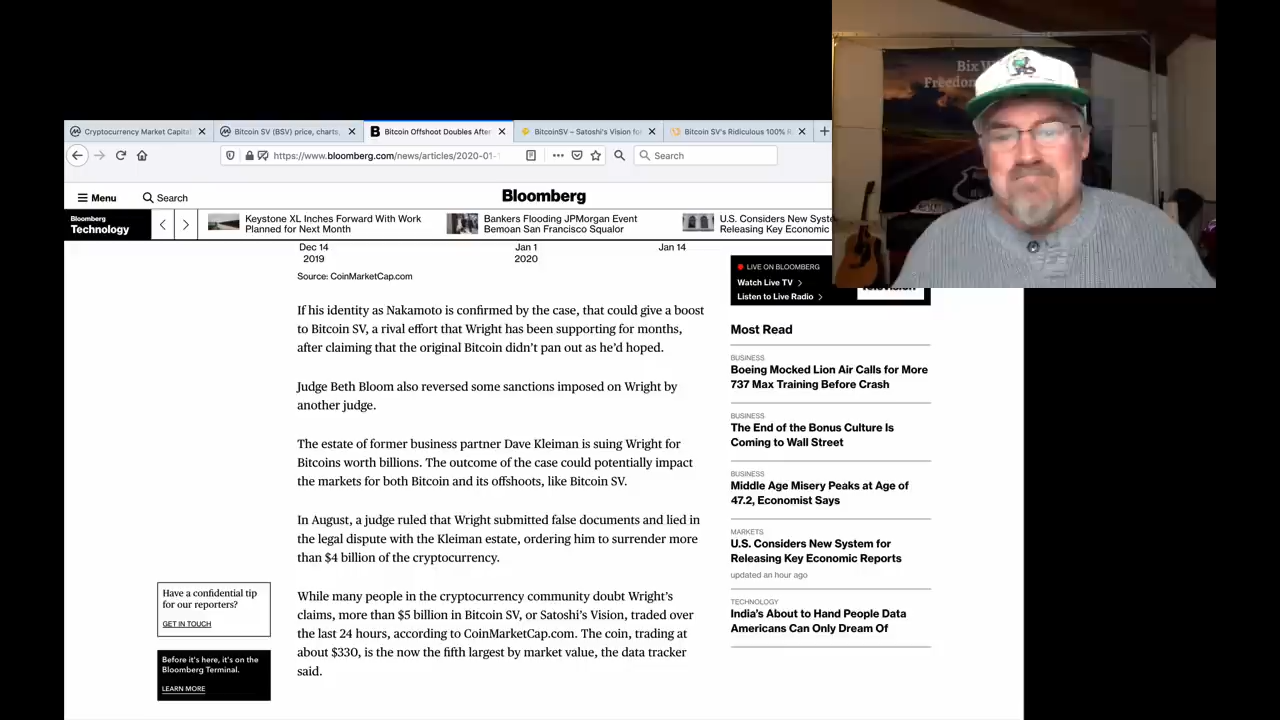 Bix W
Freedom
Cryptocurrency Market Capital
Bitcoin SV (BSV) price, charts,
Bitcoin Offshoot Doubles After
BitcoinSV – Satoshi's Vision fo
Bitcoin SV's Ridiculous 100% R
https://www.bloomberg.com/news/articles/2020-01-1
Search
Menu
Search
Bloomberg
Bloomberg
Technology
Keystone XL Inches Forward With Work
Planned for Next Month
Bankers Flooding JPMorgan Event
Bemoan San Francisco Squalor
U.S. Considers New Syste
Releasing Key Economic
Dec 14
2019
Jan 1
2020
Jan 14
Source: CoinMarketCap.com
If his identity as Nakamoto is confirmed by the case, that could give a boost
to Bitcoin SV, a rival effort that Wright has been supporting for months,
after claiming that the original Bitcoin didn't pan out as he'd hoped.
Judge Beth Bloom also reversed some sanctions imposed on Wright by
another judge.
The estate of former business partner Dave Kleiman is suing Wright for
Bitcoins worth billions. The outcome of the case could potentially impact
the markets for both Bitcoin and its offshoots, like Bitcoin SV.
In August, a judge ruled that Wright submitted false documents and lied in
the legal dispute with the Kleiman estate, ordering him to surrender more
than $4 billion of the cryptocurrency.
While many people in the cryptocurrency community doubt Wright's
claims, more than $5 billion in Bitcoin SV, or Satoshi's Vision, traded over
the last 24 hours, according to CoinMarketCap.com. The coin, trading at
about $330, is the now the fifth largest by market value, the data tracker
said.
Have a confidential tip
for our reporters?
GET IN TOUCH
Before it's here, it's on the
Bloomberg Terminal.
LEARN MORE
LIVE ON BLOOMBERG
Watch Live TV
Listen to Live Radio
Television
Most Read
BUSINESS
Boeing Mocked Lion Air Calls for More
737 Max Training Before Crash
BUSINESS
The End of the Bonus Culture Is
Coming to Wall Street
BUSINESS
Middle Age Misery Peaks at Age of
47.2, Economist Says
MARKETS
U.S. Considers New System for
Releasing Key Economic Reports
updated an hour ago
TECHNOLOGY
India's About to Hand People Data
Americans Can Only Dream Of